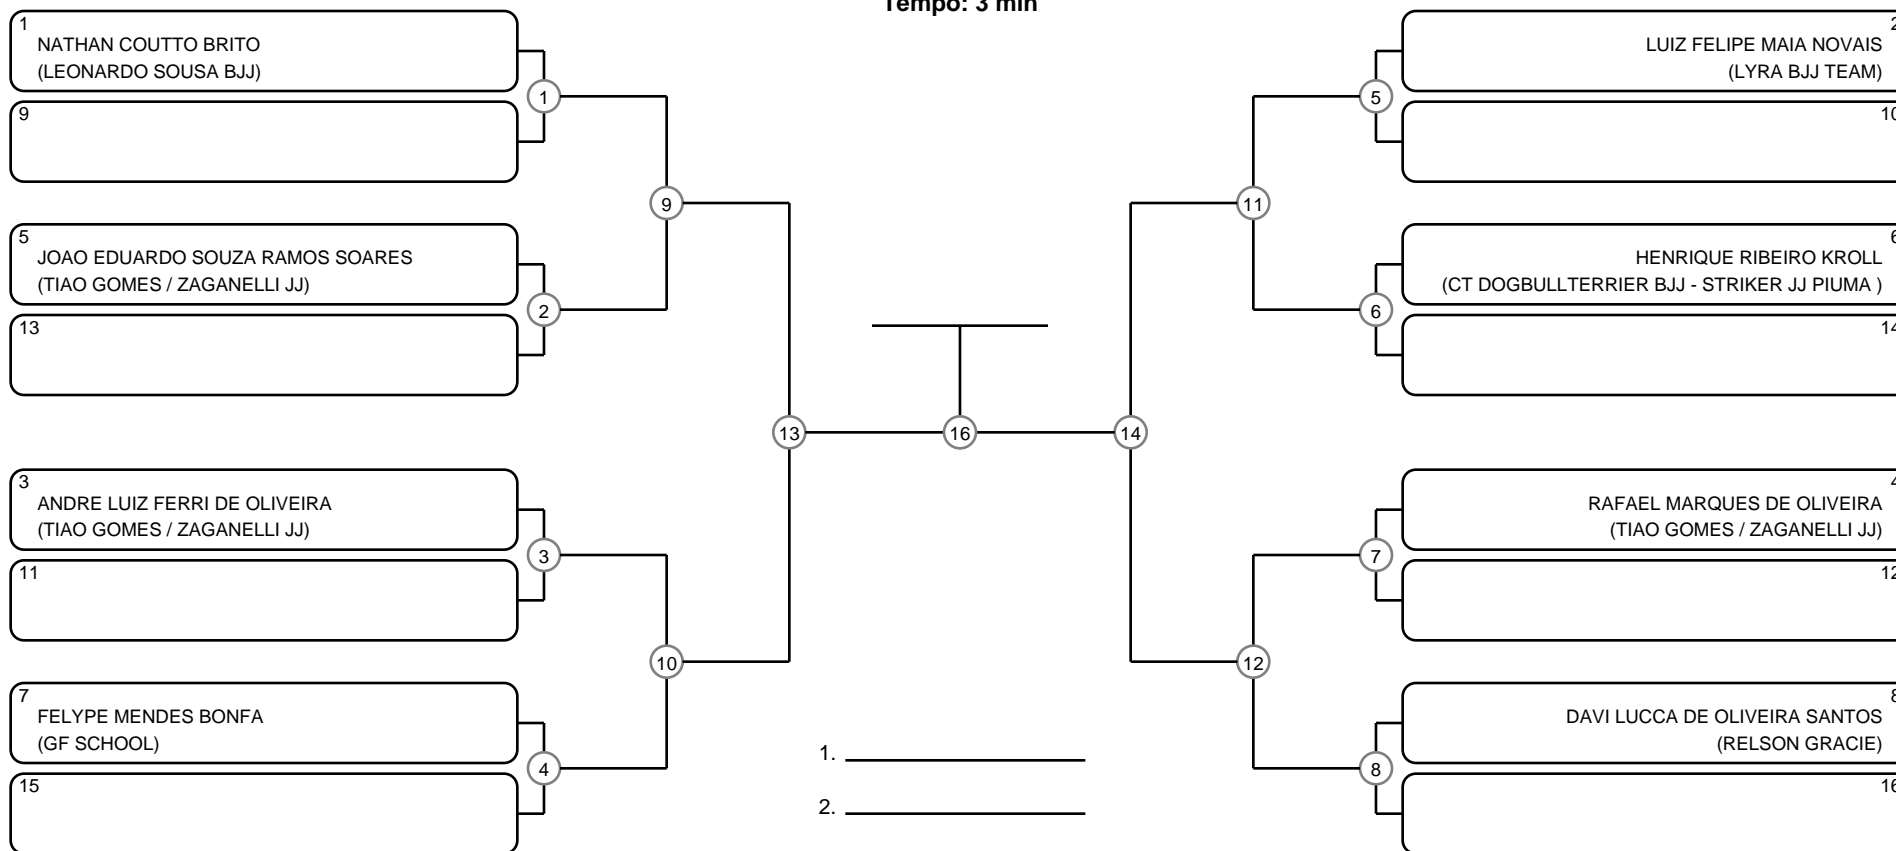 Tempo: 3 min
1
NATHAN COUTTO BRITO
(LEONARDO SOUSA BJJ)
9
1
5
JOAO EDUARDO SOUZA RAMOS SOARES
(TIAO GOMES / ZAGANELLI JJ)
13
2
9
3
ANDRE LUIZ FERRI DE OLIVEIRA
(TIAO GOMES / ZAGANELLI JJ)
11
3
7
FELYPE MENDES BONFA
(GF SCHOOL)
15
4
10
13
16
14
1.
2.
2
LUIZ FELIPE MAIA NOVAIS
(LYRA BJJ TEAM)
10
5
6
HENRIQUE RIBEIRO KROLL
(CT DOGBULLTERRIER BJJ - STRIKER JJ PIUMA )
14
6
11
4
RAFAEL MARQUES DE OLIVEIRA
(TIAO GOMES / ZAGANELLI JJ)
12
7
8
DAVI LUCCA DE OLIVEIRA SANTOS
(RELSON GRACIE)
16
8
12